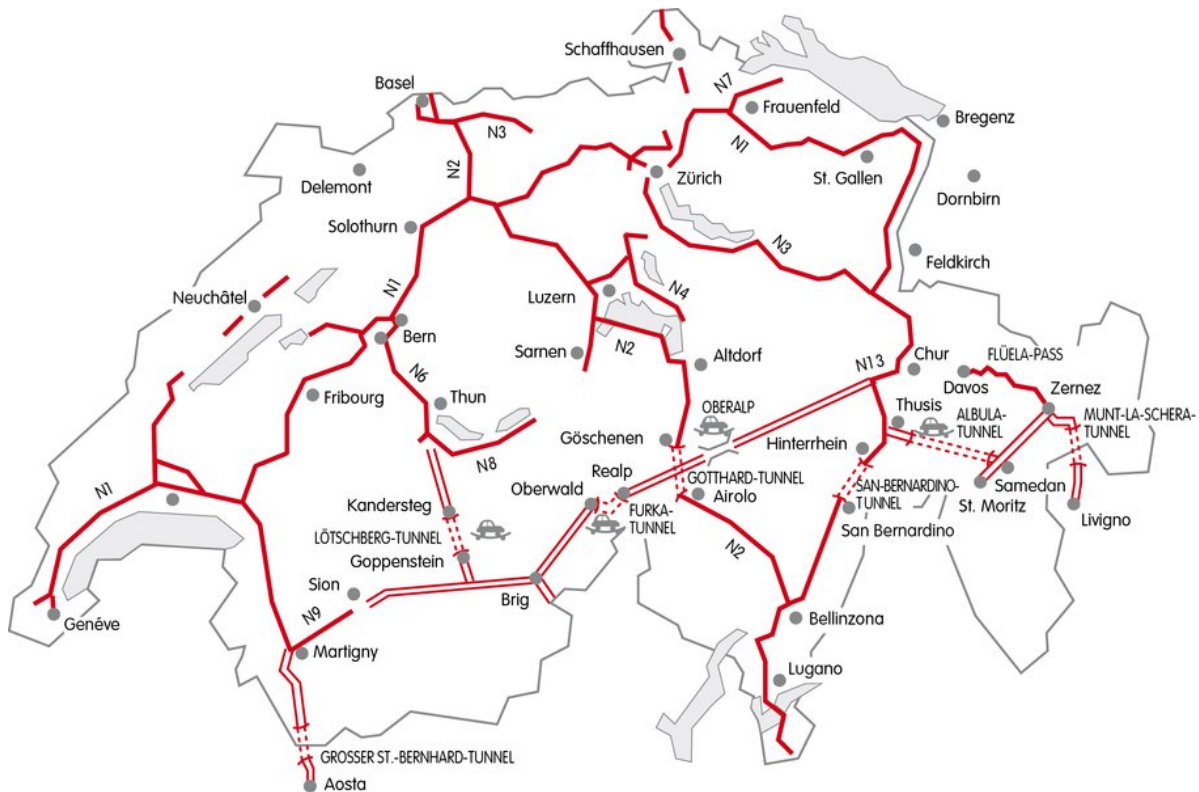 Schaffhausen
Basel
N7
Frauenfeld
N3
N1
Bregenz
N2
Delemont
Zürich
St. Gallen
Dornbirn
Solothurn
N3
Feldkirch
Neuchâtel
N1
Luzern
N4
Bern
Sarnen
N2
Altdorf
N13
Chur
FLÜELA-PASS
Davos
Zernez
N6
Fribourg
Thun
OBERALP
Thusis
ALBULA-
TUNNEL
MUNT-LA-SCHERA-
TUNNEL
Göschenen
Hinterrhein
N8
Realp
GOTTHARD-TUNNEL
Airolo
SAN-BERNARDINO-
TUNNEL
Samedan
St. Moritz
N1
Oberwald
Kandersteg
FURKA-
TUNNEL
San Bernardino
Livigno
LÖTSCHBERG-TUNNEL
Goppenstein
N2
Sion
Brig
Genéve
N9
Bellinzona
Martigny
Lugano
GROSSER ST.-BERNHARD-TUNNEL
Aosta